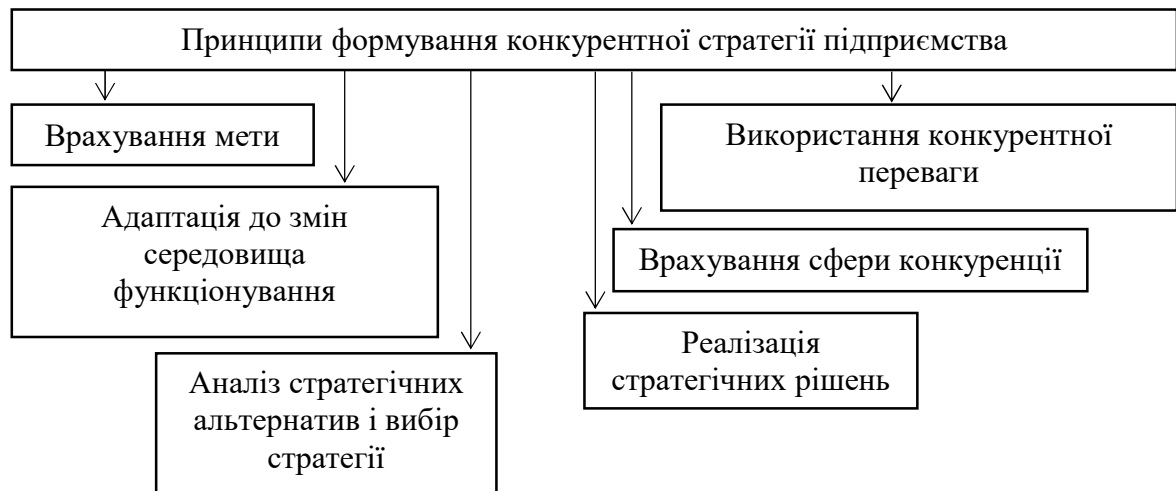 Принципи формування конкурентної стратегії підприємства
Врахування мети
Використання конкурентної
переваги
Адаптація до змін
середовища
функціонування
Врахування сфери конкуренції
Реалізація
стратегічних рішень
Аналіз стратегічних
альтернатив і вибір
стратегії